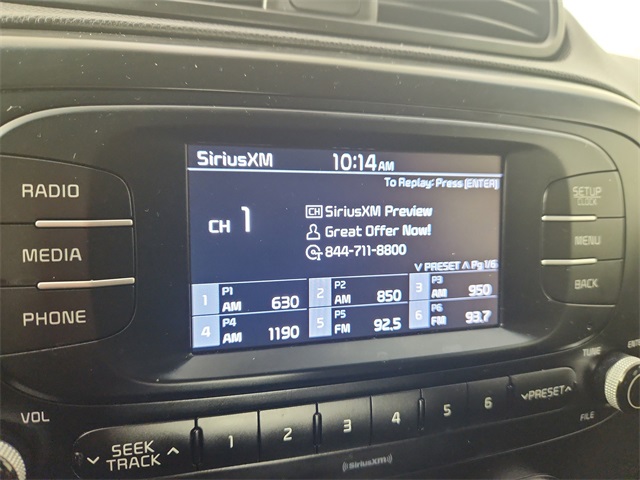 SiriusXM 10:14 AM
To Replay: Press [ENTER]
CH 1
CH SiriusXM Preview
Great Offer Now!
844-711-8800
PRESET Pg 1/6
1 P1 AM 630
2 P2 AM 850
3 P3 AM 950
4 P4 AM 1190
5 P5 FM 92.5
6 P6 FM 93.7
RADIO
MEDIA
PHONE
SETUP
CLOCK
MENU
BACK
VOL
SEEK
TRACK
1 2 3 4 5 6
PRESET
TUNE
FILE
((SiriusXM))